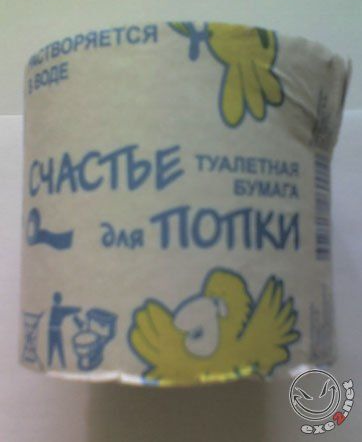 РАСТВОРЯЕТСЯ
В ВОДЕ
СЧАСТЬЕ
ТУАЛЕТНАЯ
БУМАГА
для ПОПКИ
exe2.net